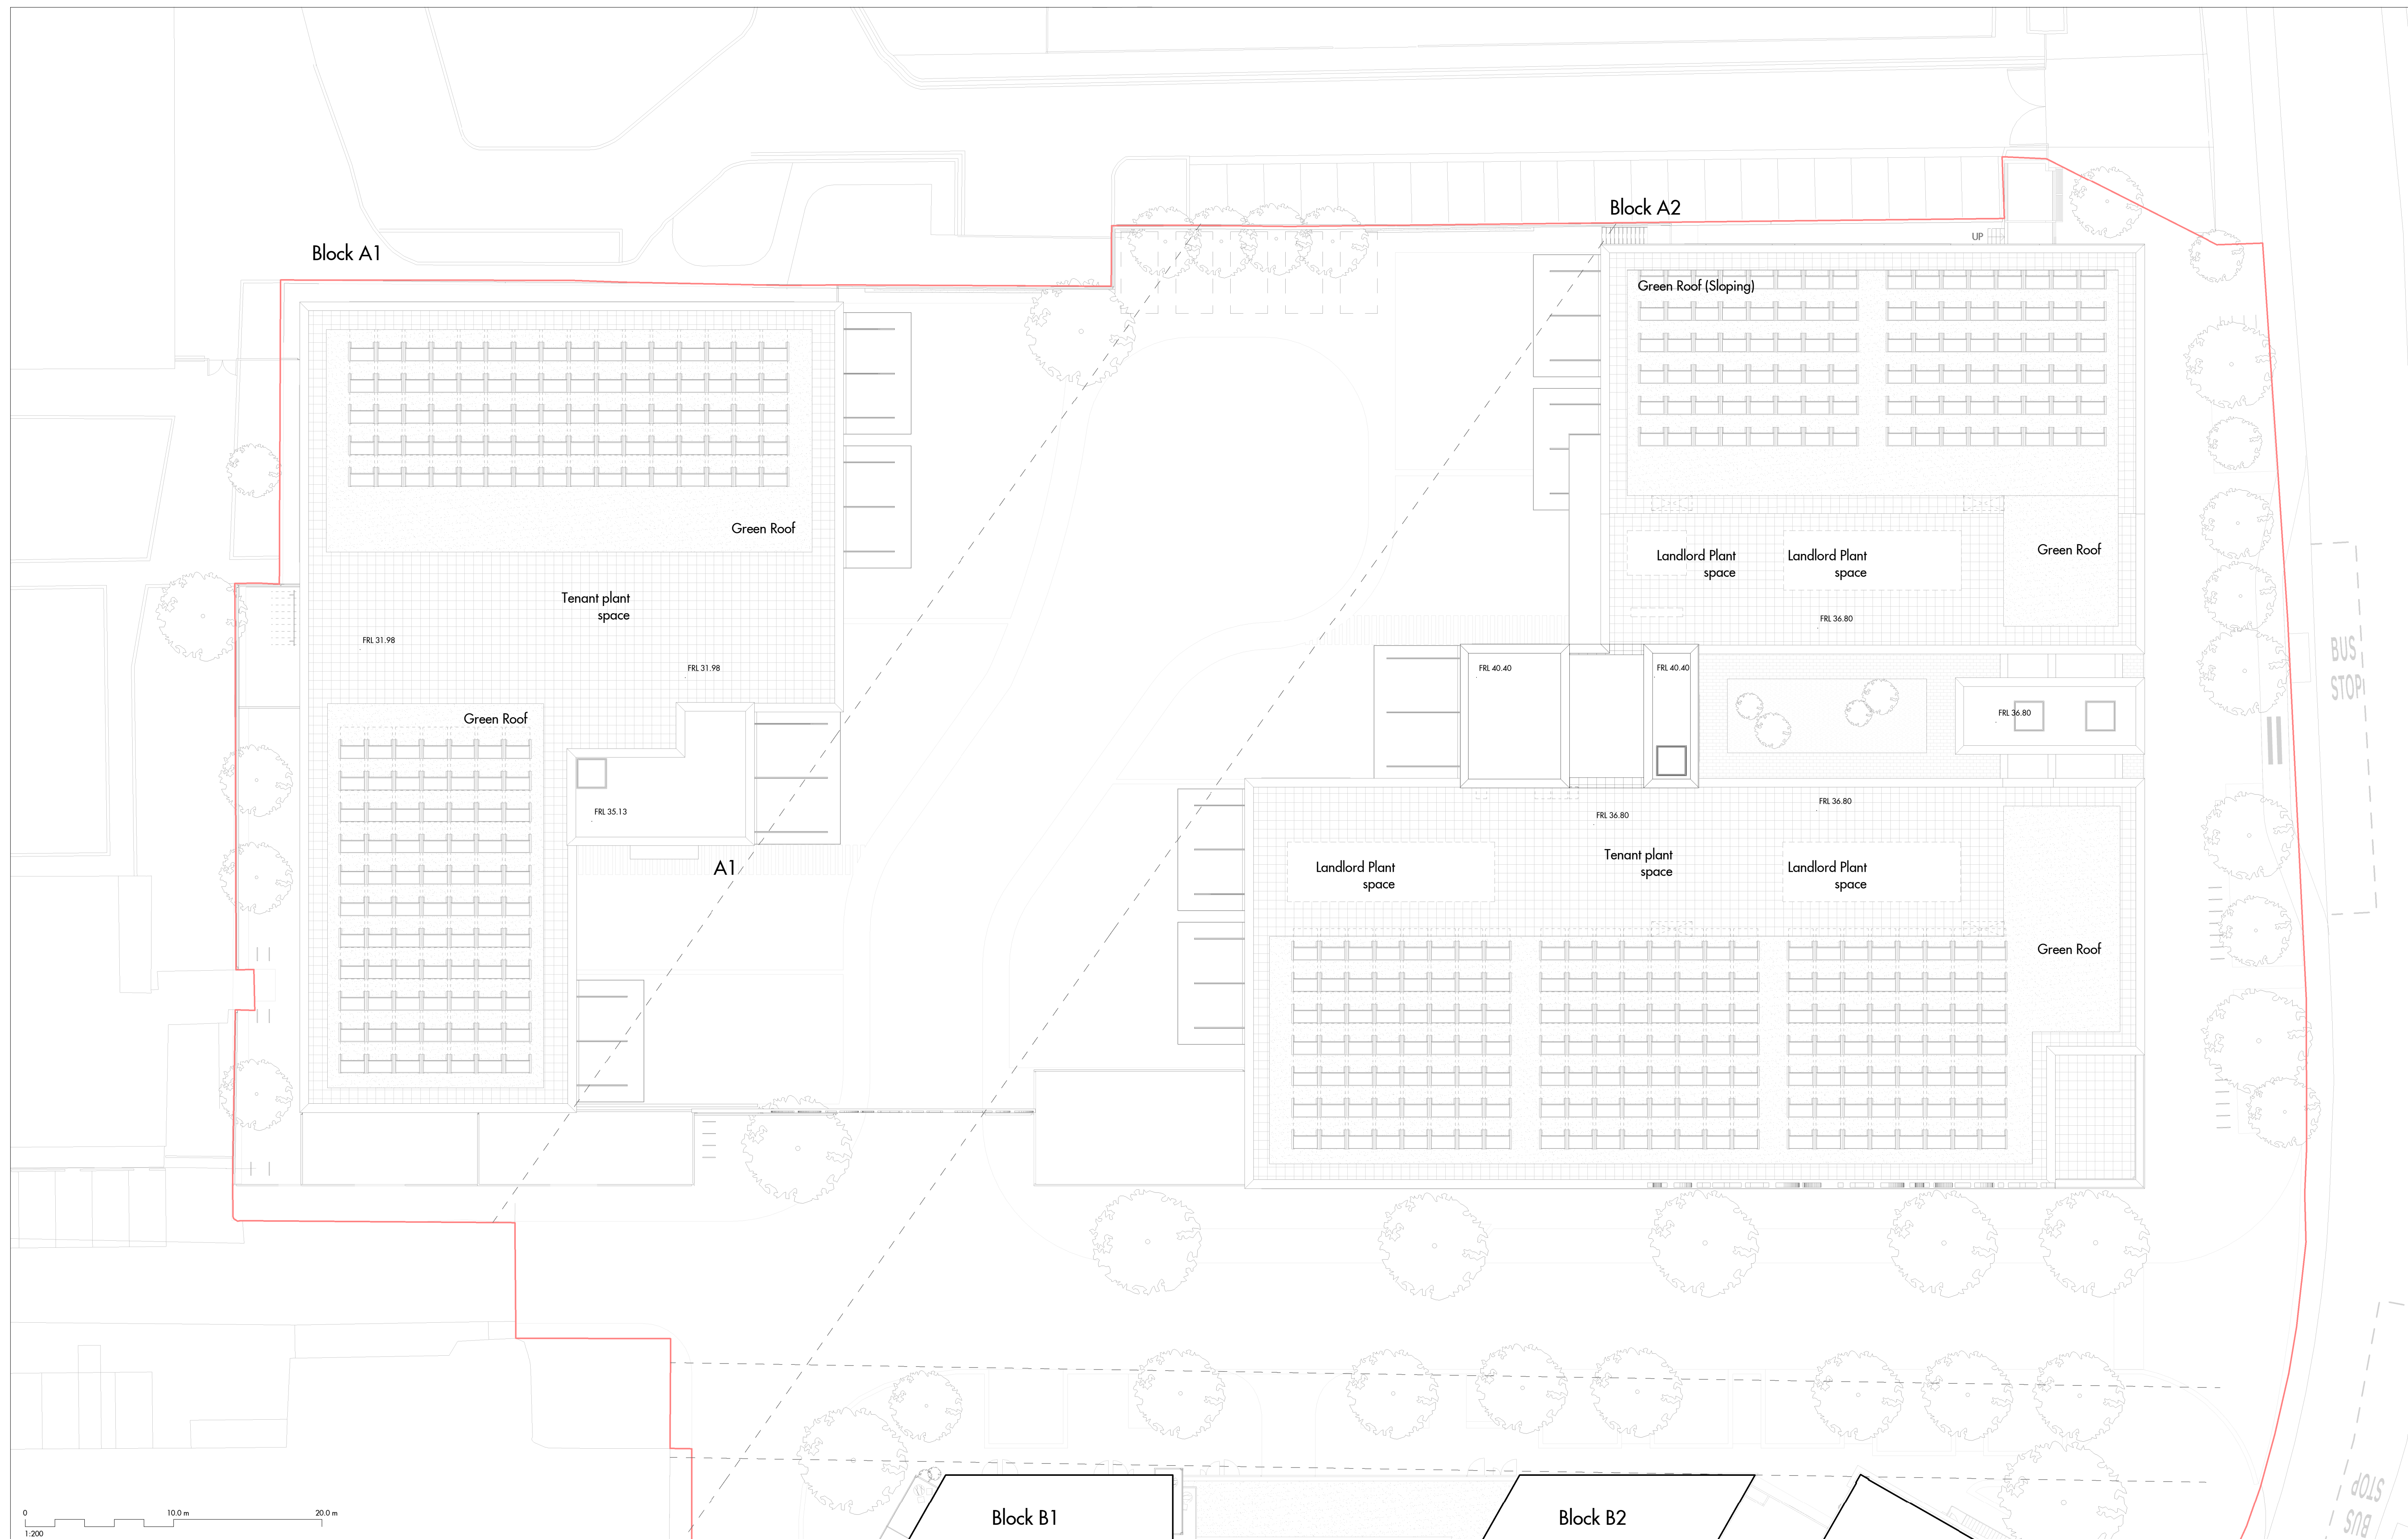 Block A2
UP
Block A1
Green Roof (Sloping)
Green Roof
Landlord Plant
space
Landlord Plant
space
Green Roof
Tenant plant
space
FRL 36.80
FRL 31.98
FRL 31.98
FRL 40.40
FRL 40.40
BUS
STOP
Green Roof
FRL 36.80
FRL 35.13
FRL 36.80
FRL 36.80
A1
Landlord Plant
space
Tenant plant
space
Landlord Plant
space
Green Roof
BUS
STOP
Block B1
Block B2
0
10.0 m
20.0 m
1:200